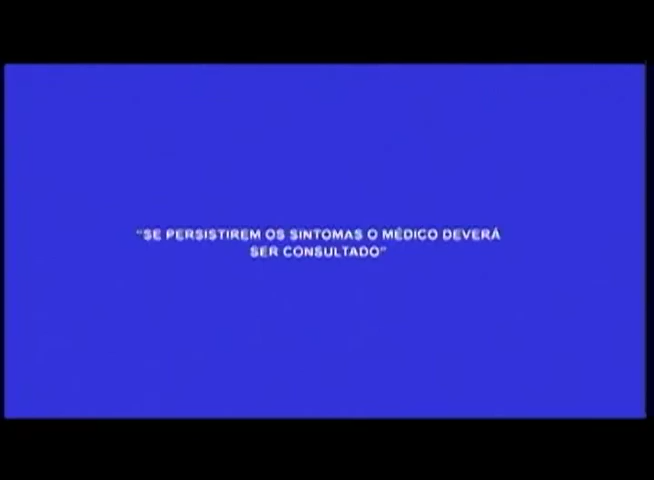 "SE PERSISTIREM OS SINTOMAS O MÉDICO DEVERÁ
SER CONSULTADO"